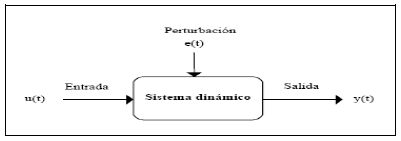 Perturbación
e(t)
Entrada
Salida
u(t)
Sistema dinámico
y(t)